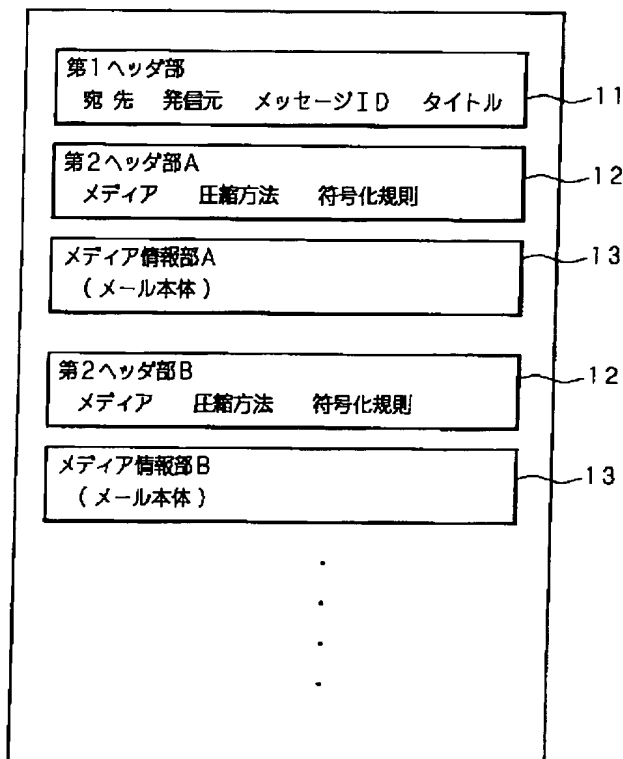 第1ヘッダ部
宛先 発信元 メッセージID タイトル
11
第2ヘッダ部A
メディア 圧縮方法 符号化規則
12
メディア情報部A
(メール本体)
13
第2ヘッダ部B
メディア 圧縮方法 符号化規則
12
メディア情報部B
(メール本体)
13